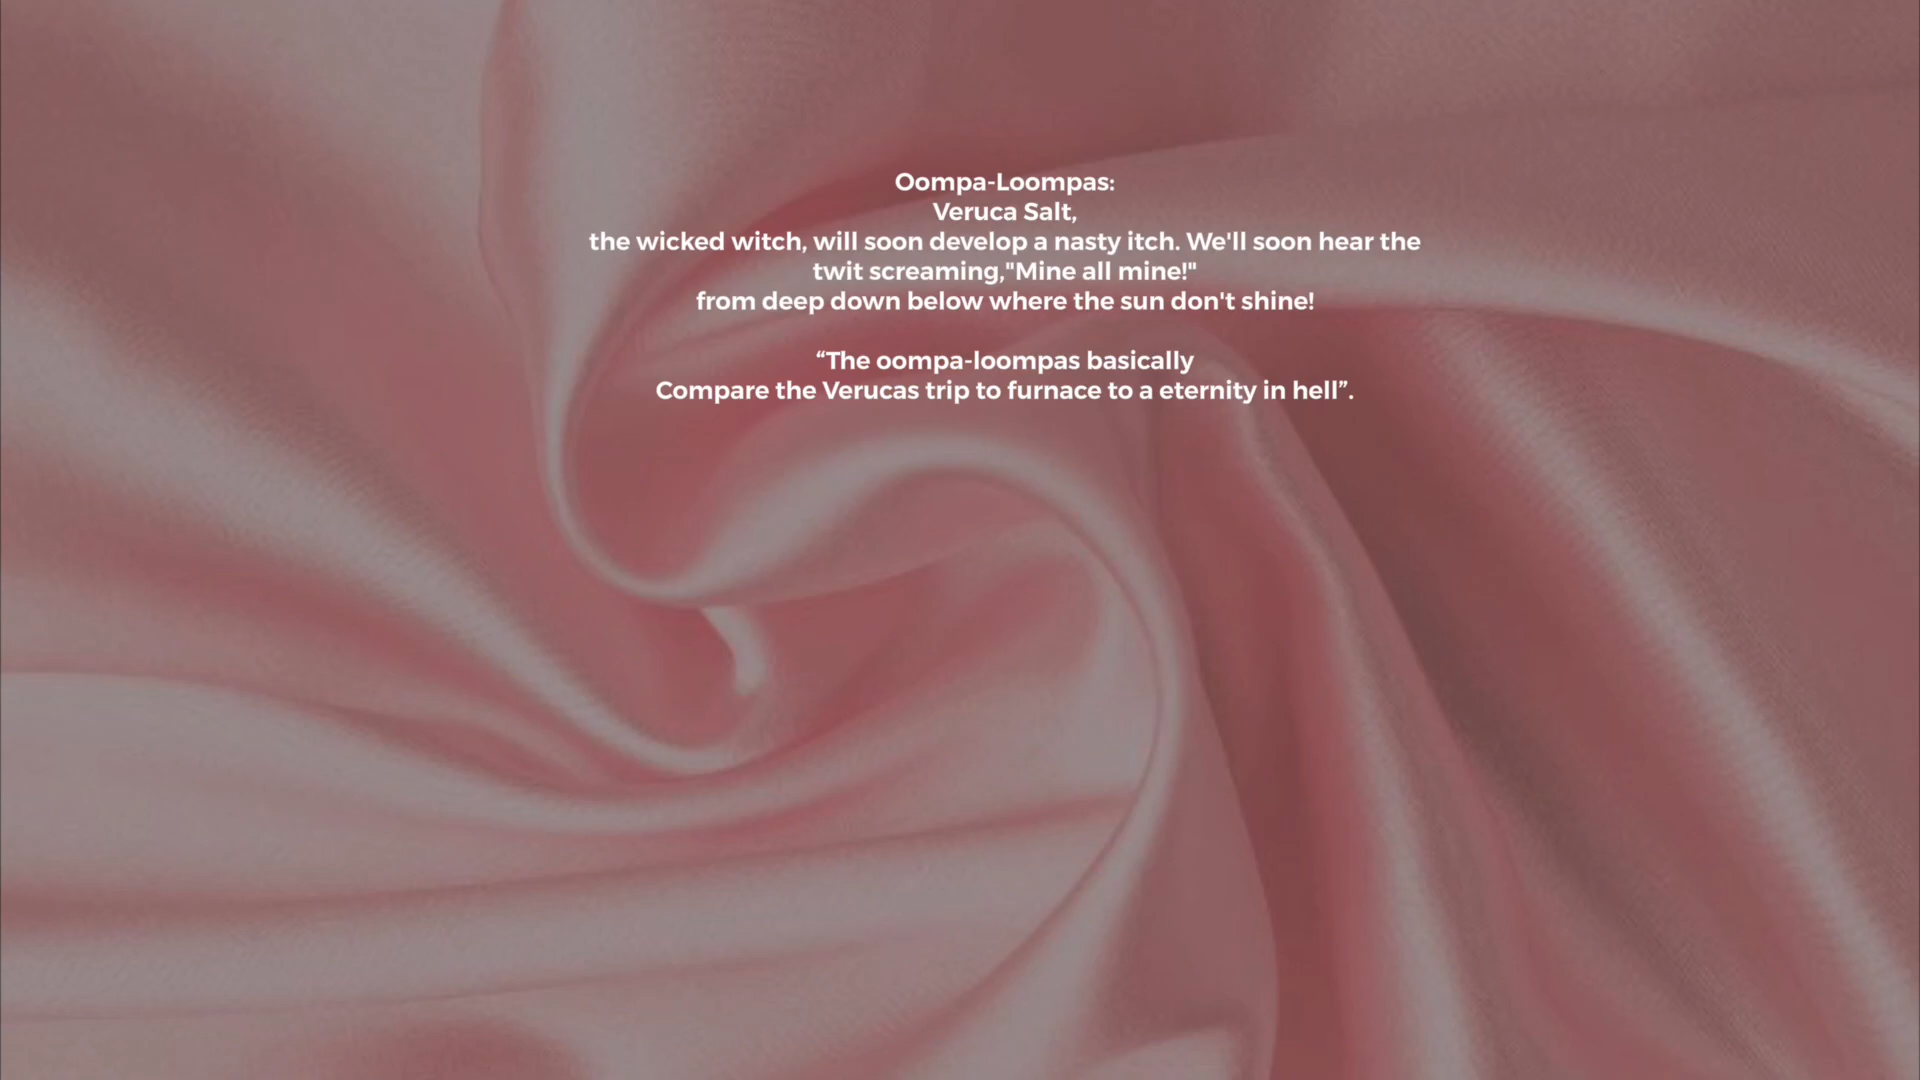 Oompa-Loompas:
Veruca Salt,
the wicked witch, will soon develop a nasty itch. We'll soon hear the
twit screaming,"Mine all mine!"
from deep down below where the sun don't shine!
“The oompa-loompas basically
Compare the Verucas trip to furnace to a eternity in hell”.